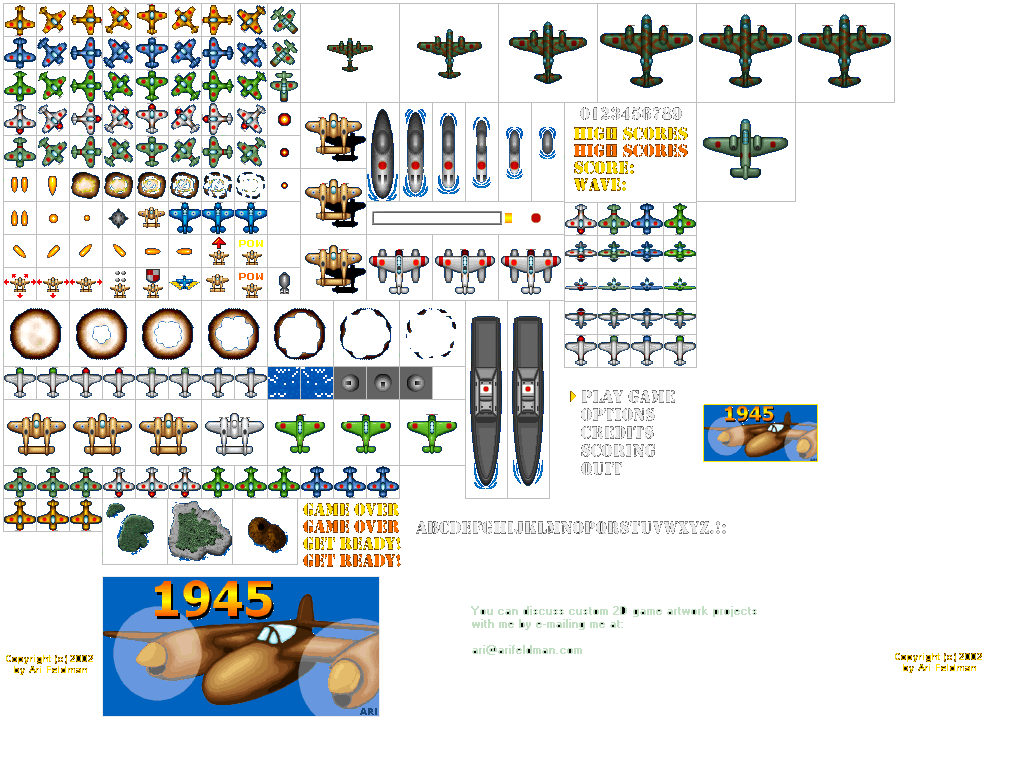 0123456789
HIGH SCORES
HIGH SCORES
SCORE:
WAVE:
POW
POW
PLAY GAME
OPTIONS
CREDITS
SCORING
QUIT
1945
ARI
GAME OVER
GAME OVER
GET READY!
GET READY!
ABCDEFGHIJKLMNOPQRSTUVWXYZ.!:
1945
ARI
You can discuss custom 2D game artwork projects
with me by e-mailing me at:
ari@arifeldman.com
Copyright (c) 2002
by Ari Feldman
Copyright (c) 2002
by Ari Feldman